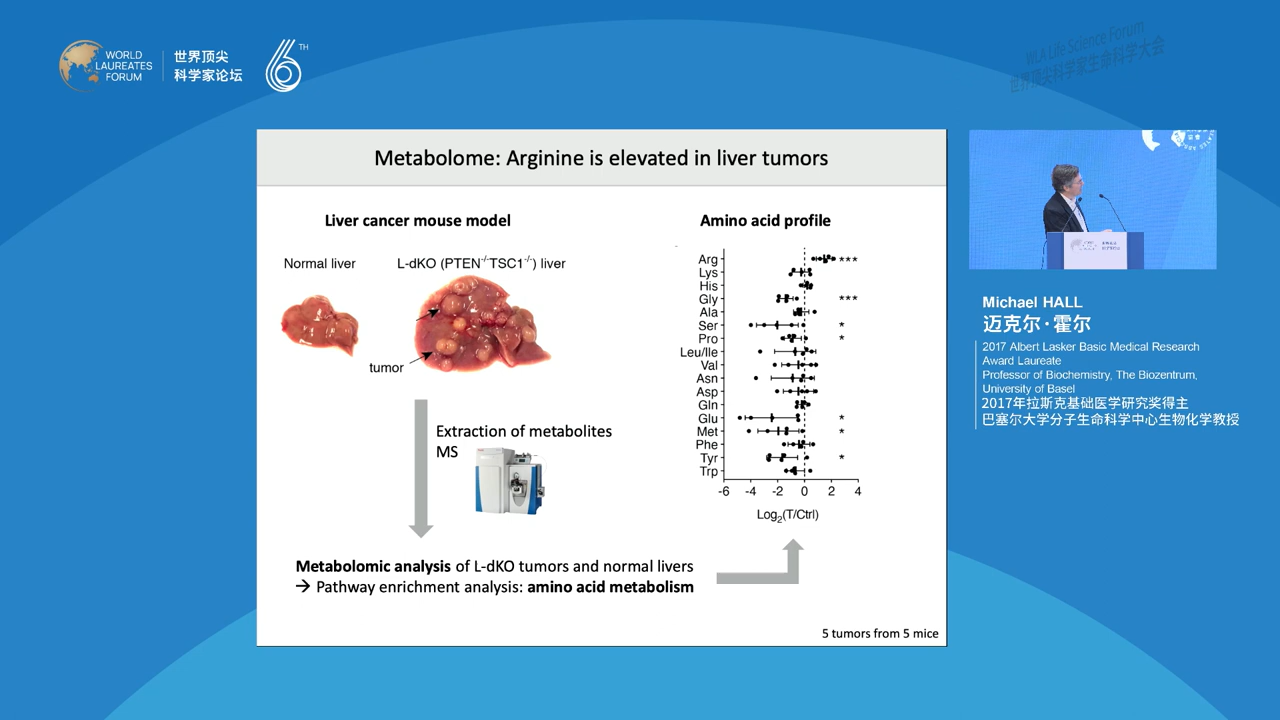 WORLD
LAUREATES
FORUM
世界顶尖
科学家论坛
6TH
WLA Life Science Forum
世界顶尖科学家生命科学大会
Metabolome: Arginine is elevated in liver tumors
Liver cancer mouse model
Normal liver
L-dKO (PTEN-/-TSC1-/-) liver
tumor
Extraction of metabolites
MS
Metabolomic analysis of L-dKO tumors and normal livers
→ Pathway enrichment analysis: amino acid metabolism
Amino acid profile
Arg ***
Lys
His
Gly ***
Ala
Ser *
Pro *
Leu/Ile
Val
Asn
Asp
Gln
Glu *
Met *
Phe
Tyr *
Trp
-6 -4 -2 0 2 4
Log2(T/Ctrl)
5 tumors from 5 mice
Michael HALL
迈克尔·霍尔
2017 Albert Lasker Basic Medical Research
Award Laureate
Professor of Biochemistry, The Biozentrum,
University of Basel
2017年拉斯克基础医学研究奖得主
巴塞尔大学分子生命科学中心生物化学教授